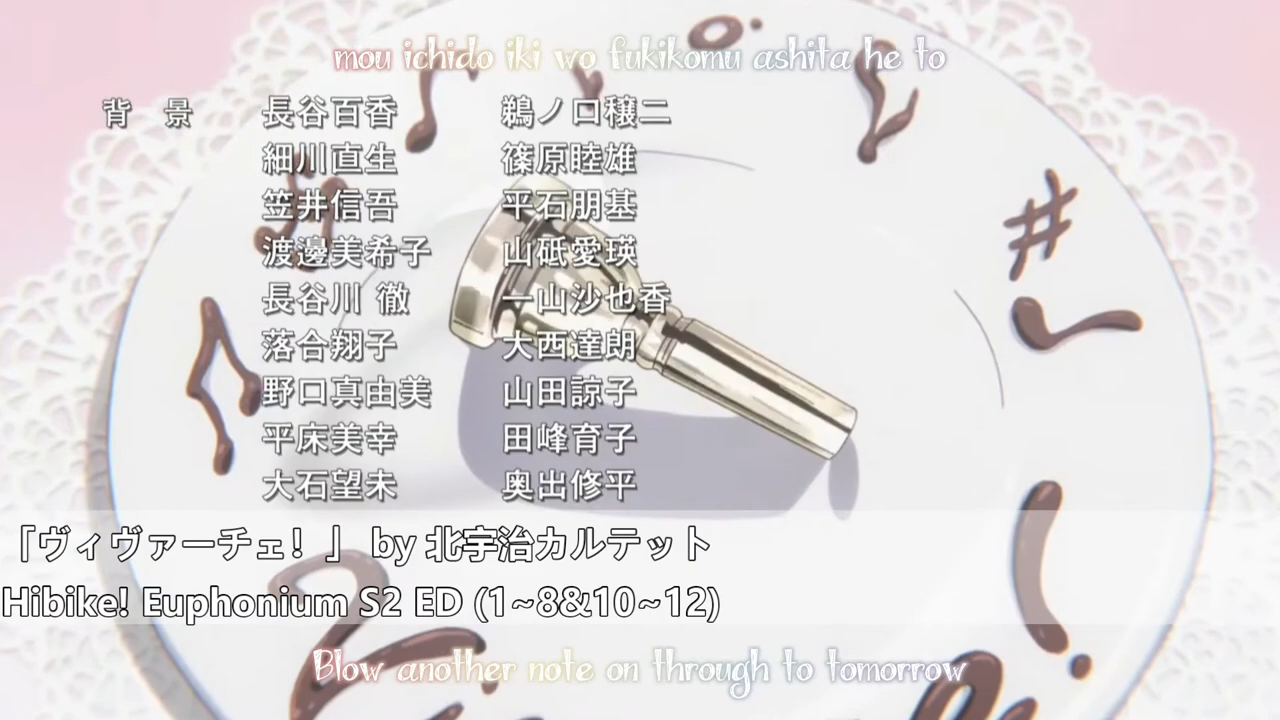 mou ichido iki wo fukikomu ashita he to
背　景　長谷百香　鵜ノ口穣二
細川直生　篠原睦雄
笠井信吾　平石朋基
渡邊美希子　山砥愛瑛
長谷川 徹　一山沙也香
落合翔子　大西達朗
野口真由美　山田諒子
平床美幸　田峰育子
大石望未　奥出修平
「ヴィヴァーチェ！」 by 北宇治カルテット
Hibike! Euphonium S2 ED (1~8&10~12)
Blow another note on through to tomorrow